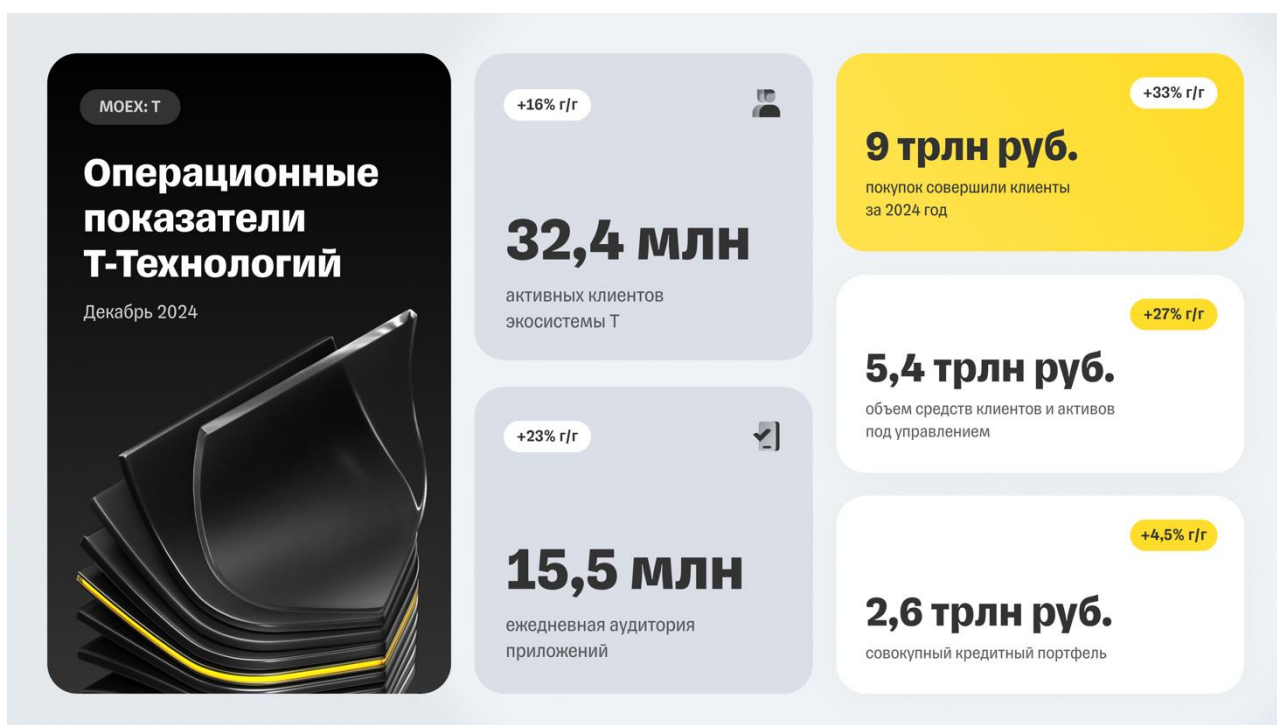 MOEX: T
Операционные
показатели
Т-Технологий
Декабрь 2024
+16% г/г
32,4 млн
активных клиентов
экосистемы Т
+23% г/г
15,5 млн
ежедневная аудитория
приложений
+33% г/г
9 трлн руб.
покупок совершили клиенты
за 2024 год
+27% г/г
5,4 трлн руб.
объем средств клиентов и активов
под управлением
+4,5% г/г
2,6 трлн руб.
совокупный кредитный портфель